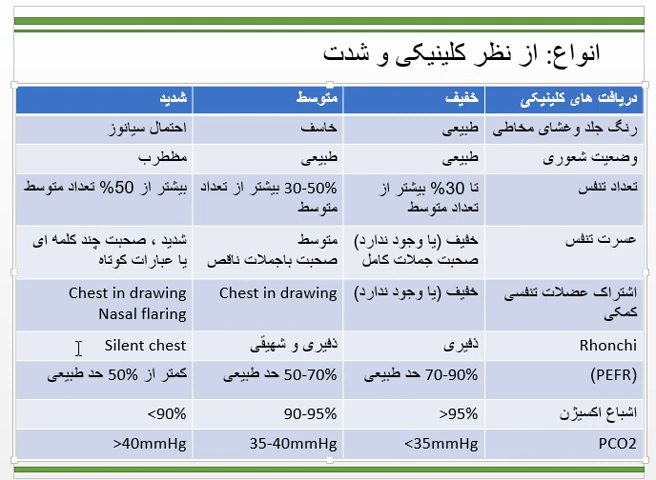 انواع: از نظر کلینیکی و شدت
دریافت های کلینیکی خفیف متوسط شدید
رنگ جلد وغشای مخاطی طبیعی خاسف احتمال سیانوز
وضعیت شعوری طبیعی طبیعی مظطرب
تعداد تنفس تا 30% بیشتر از 30-50% بیشتر از تعداد بیشتر از 50% تعداد متوسط
تعداد متوسط متوسط
عسرت تنفس خفیف (یا وجود ندارد) متوسط شدید ، صحبت چند کلمه ای
صحبت جملات کامل صحبت باجملات ناقص یا عبارات کوتاه
اشتراک عضلات تنفسی خفیف (یا وجود ندارد) Chest in drawing Chest in drawing
کمکی Nasal flaring
Rhonchi ذفیری ذفیری و شهیقی Silent chest
(PEFR) 70-90% حد طبیعی 50-70% حد طبیعی کمتر از 50% حد طبیعی
اشباع اکسیژن >95% 90-95% <90%
PCO2 <35mmHg 35-40mmHg >40mmHg